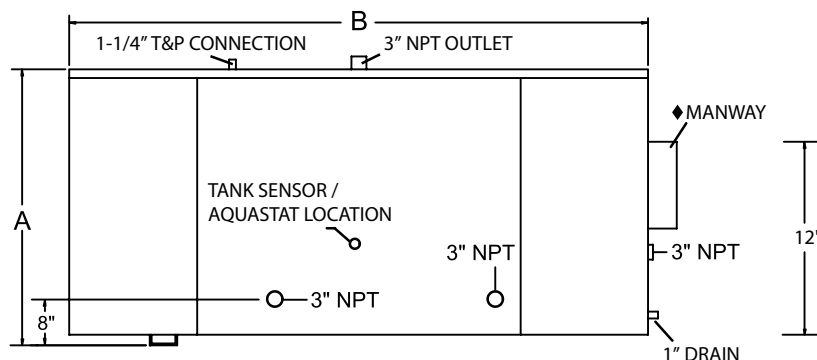 B
1-1/4” T&P CONNECTION
3” NPT OUTLET
♦ MANWAY
A
TANK SENSOR /
AQUASTAT LOCATION
12"
3" NPT
3" NPT
3" NPT
8"
1” DRAIN